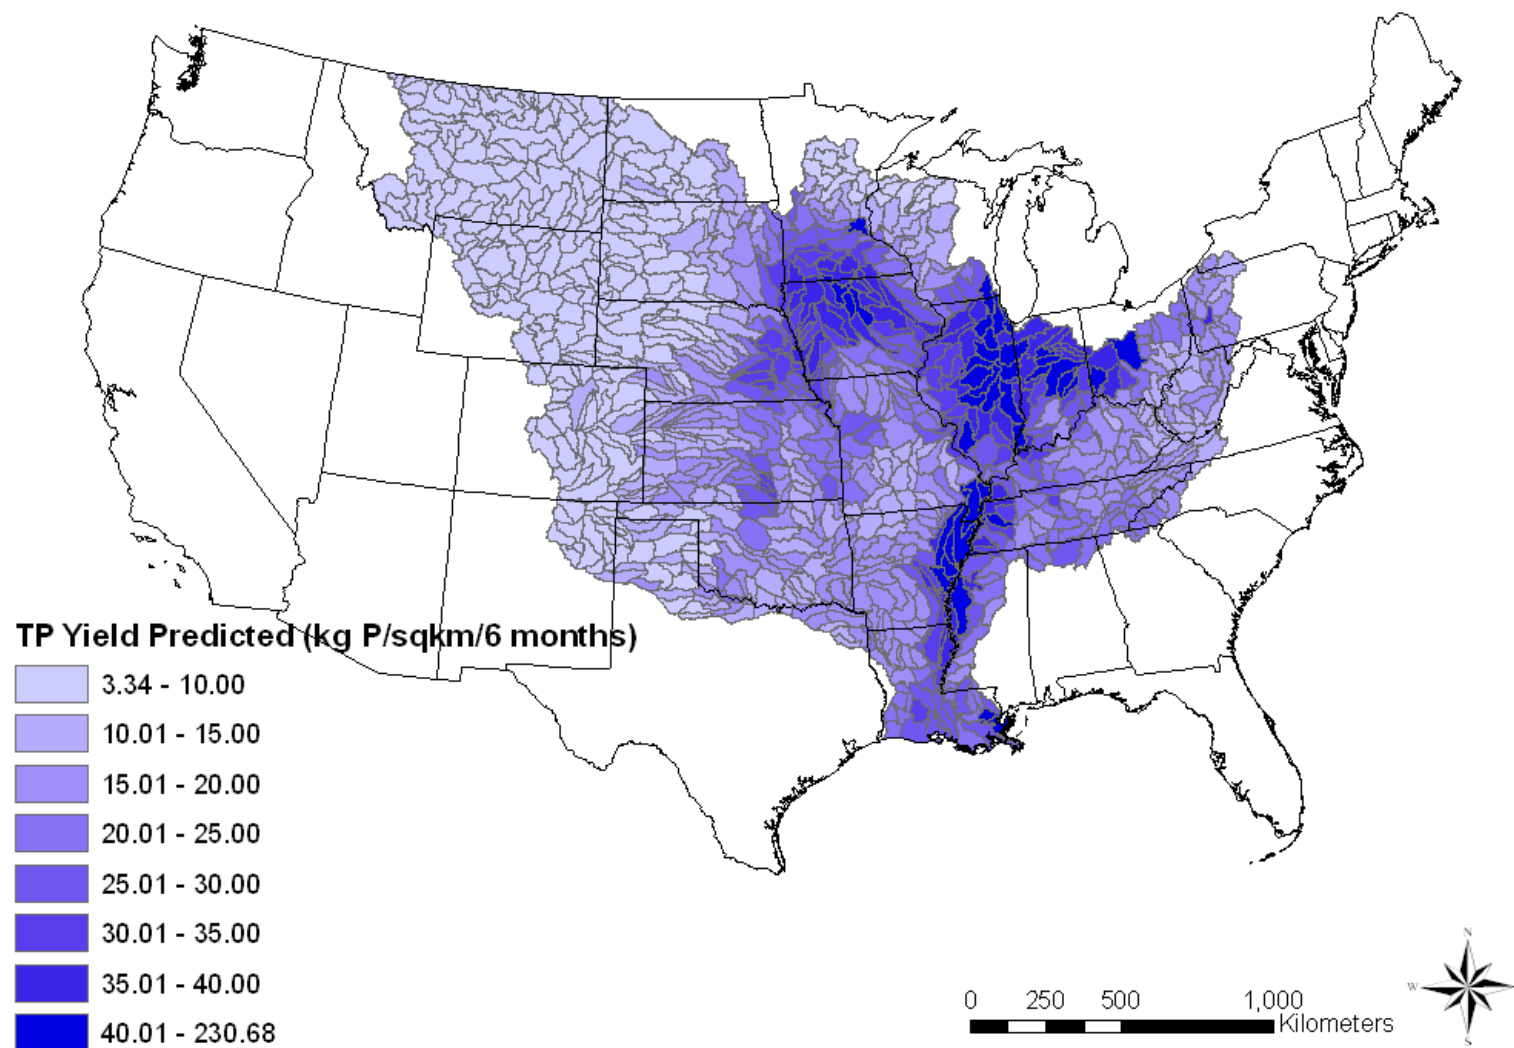 TP Yield Predicted (kg P/sqkm/6 months)
3.34 - 10.00
10.01 - 15.00
15.01 - 20.00
20.01 - 25.00
25.01 - 30.00
30.01 - 35.00
35.01 - 40.00
40.01 - 230.68
0 250 500 1,000
Kilometers
N
W
S